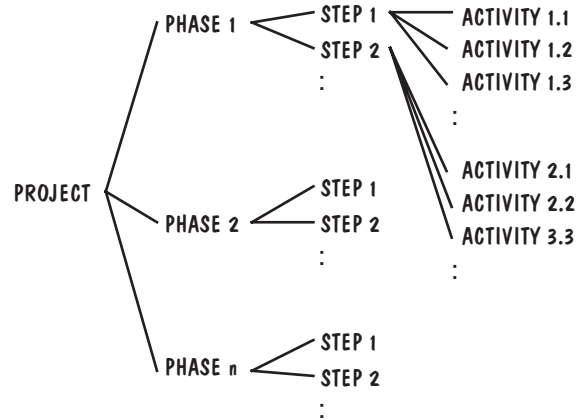 PROJECT
PHASE 1
STEP 1
ACTIVITY 1.1
ACTIVITY 1.2
ACTIVITY 1.3
:
STEP 2
ACTIVITY 2.1
ACTIVITY 2.2
ACTIVITY 3.3
:
:
PHASE 2
STEP 1
STEP 2
:
PHASE n
STEP 1
STEP 2
: